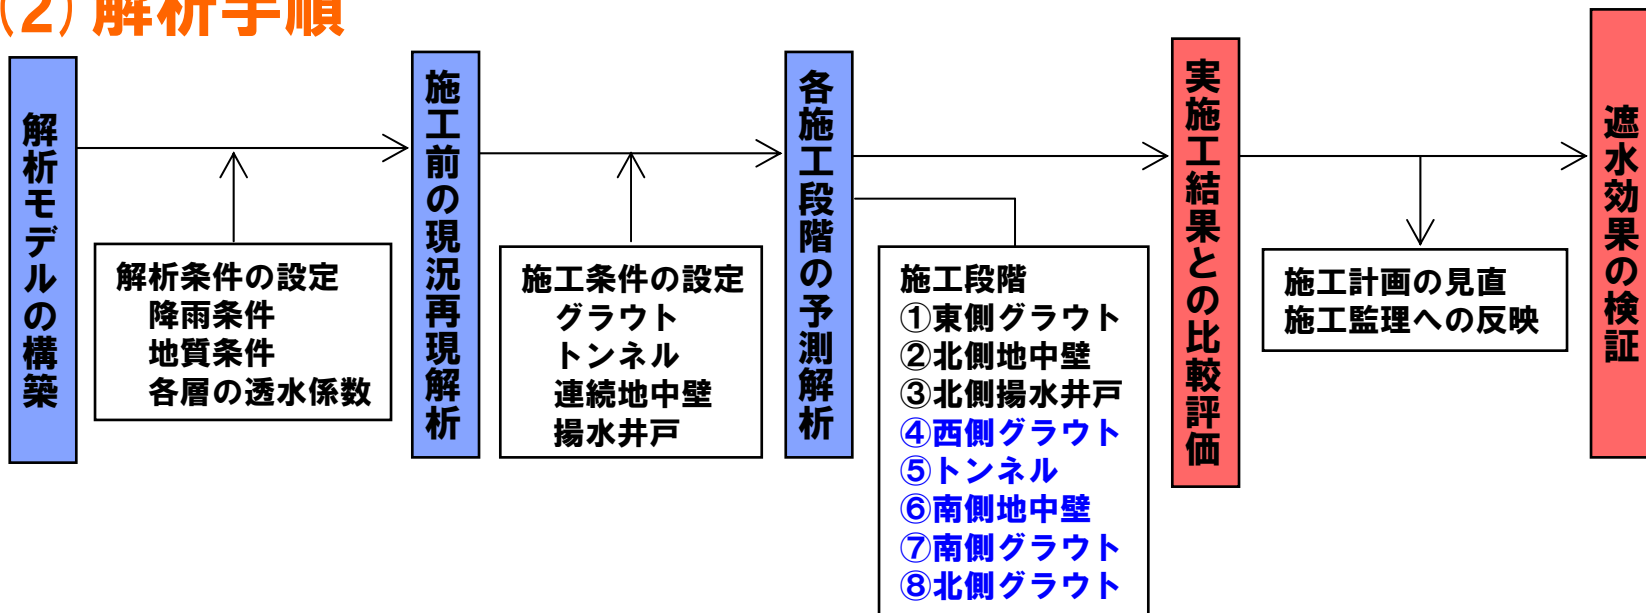 (2) 解析手順
解析モデルの構築
解析条件の設定
降雨条件
地質条件
各層の透水係数
施工前の現況再現解析
施工条件の設定
グラウト
トンネル
連続地中壁
揚水井戸
各施工段階の予測解析
施工段階
①東側グラウト
②北側地中壁
③北側揚水井戸
④西側グラウト
⑤トンネル
⑥南側地中壁
⑦南側グラウト
⑧北側グラウト
実施工結果との比較評価
施工計画の見直
施工監理への反映
遮水効果の検証